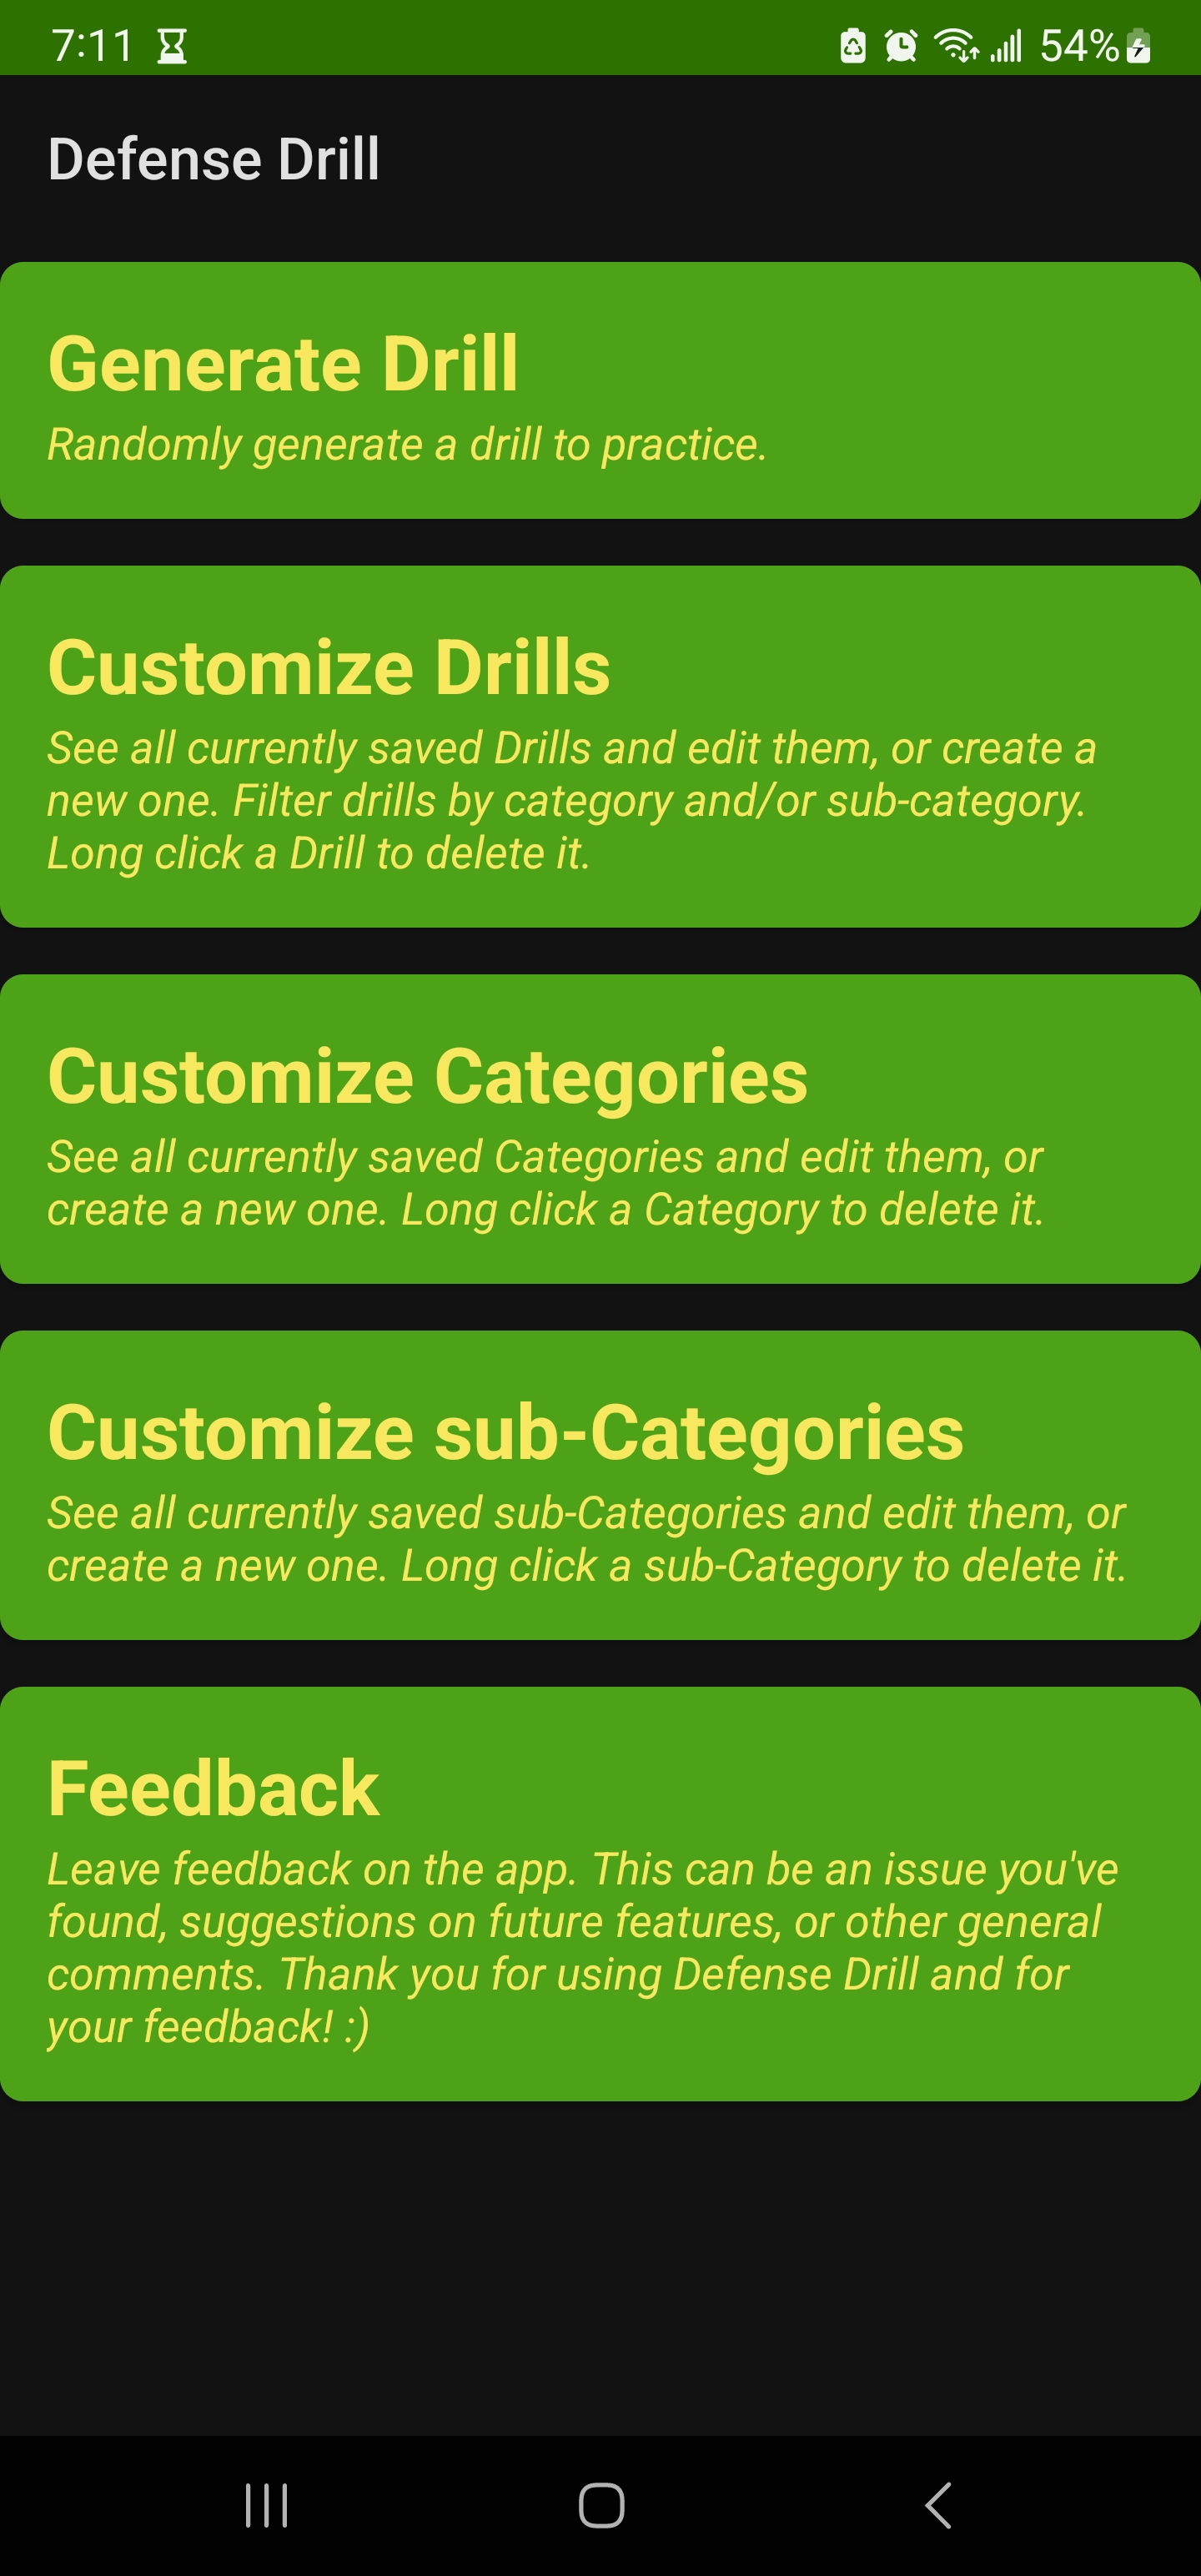 7:11
54%
Defense Drill
Generate Drill
Randomly generate a drill to practice.
Customize Drills
See all currently saved Drills and edit them, or create a
new one. Filter drills by category and/or sub-category.
Long click a Drill to delete it.
Customize Categories
See all currently saved Categories and edit them, or
create a new one. Long click a Category to delete it.
Customize sub-Categories
See all currently saved sub-Categories and edit them, or
create a new one. Long click a sub-Category to delete it.
Feedback
Leave feedback on the app. This can be an issue you've
found, suggestions on future features, or other general
comments. Thank you for using Defense Drill and for
your feedback! :)